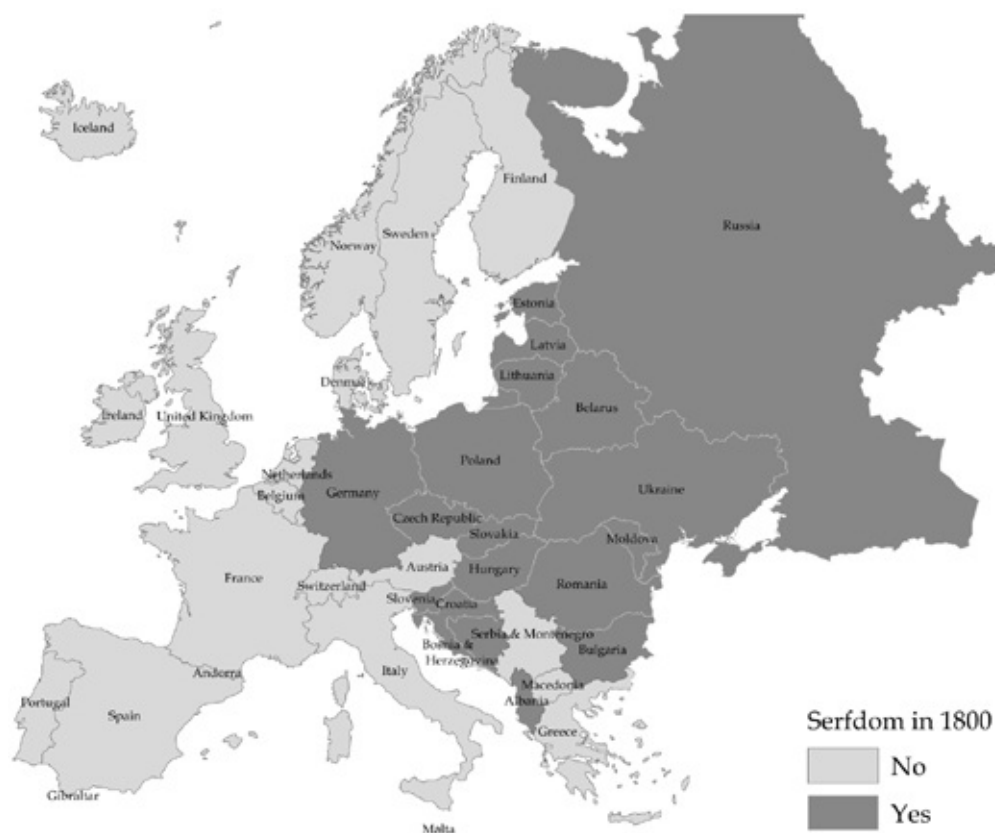 Iceland
Finland
Russia
Norway
Sweden
Estonia
Latvia
Lithuania
Denmar
Belarus
Ireland
United Kingdom
Netherlands
Poland
Belgium
Germany
Ukraine
Czech Republic
Slovakia
Moldova
Austria
Hungary
France
Switzerland
Romania
Slovenia
Croatia
Serbia & Montenegro
Bosnia &
Herzegovina
Bulgaria
Andorra
Italy
Macedonia
Portugal
Albania
Spain
Greece
Gibraltar
Malta
Serfdom in 1800
No
Yes